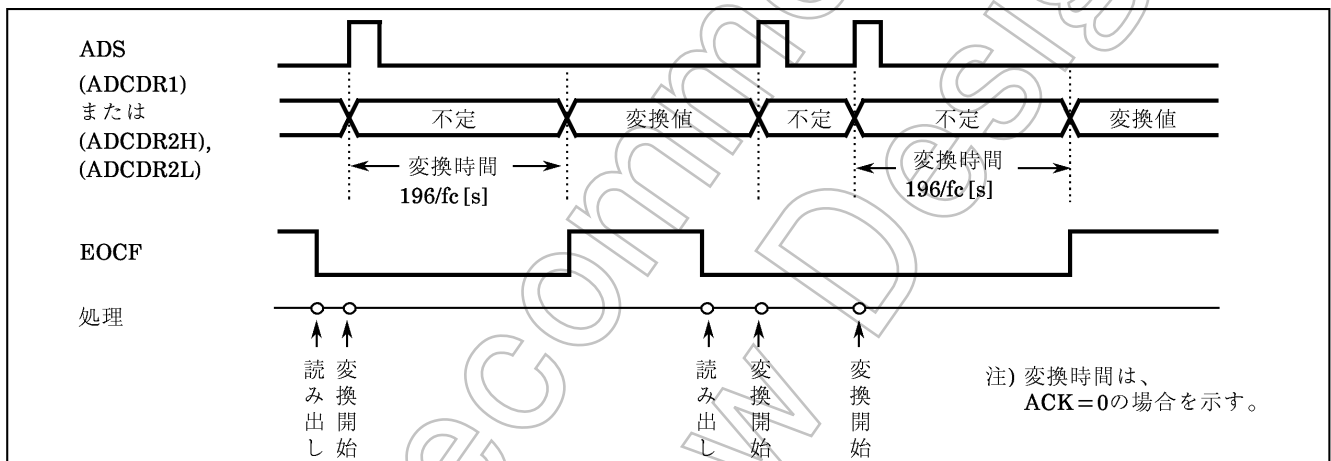 ADS
(ADCDR1)
または
(ADCDR2H),
(ADCDR2L)
不定
変換値
不定
不定
変換値
変換時間
196/fc [s]
変換時間
196/fc [s]
EOCF
処理
読み出し
変換開始
読み出し
変換開始
変換開始
注) 変換時間は、
ACK=0の場合を示す。
ecomm
w Desig